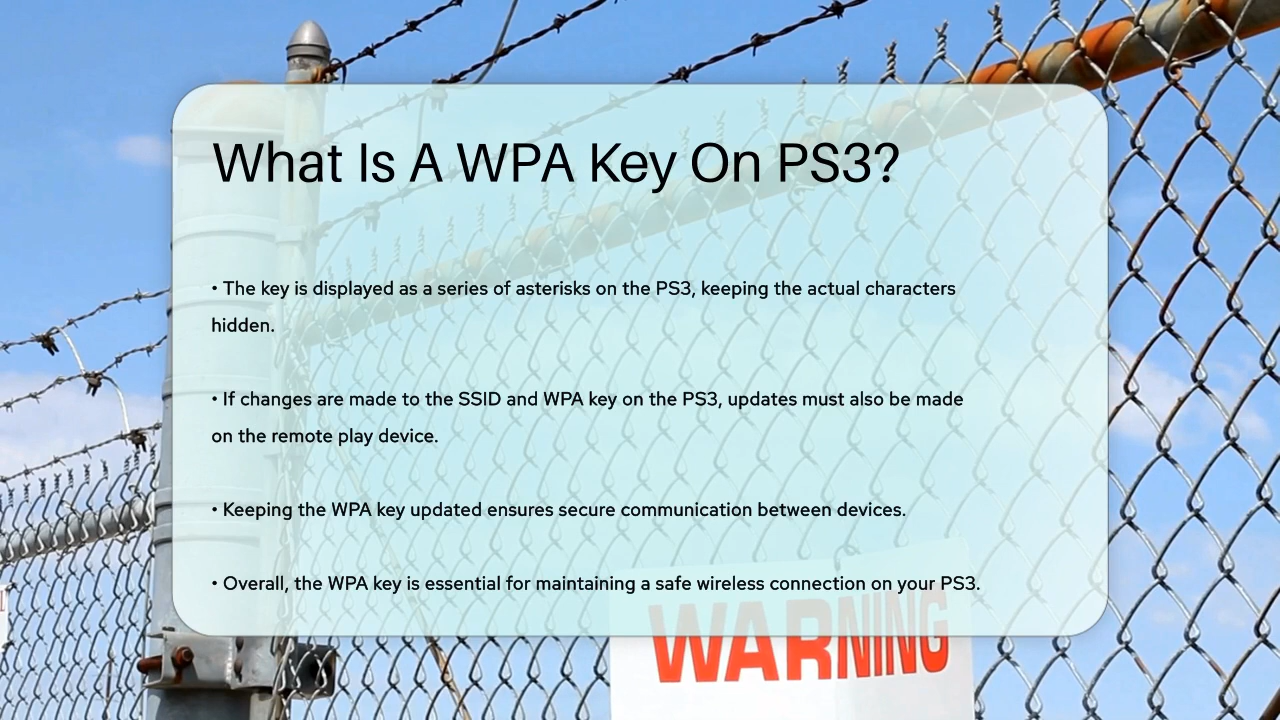 What Is A WPA Key On PS3?
• The key is displayed as a series of asterisks on the PS3, keeping the actual characters
hidden.
• If changes are made to the SSID and WPA key on the PS3, updates must also be made
on the remote play device.
• Keeping the WPA key updated ensures secure communication between devices.
• Overall, the WPA key is essential for maintaining a safe wireless connection on your PS3.
WARNING